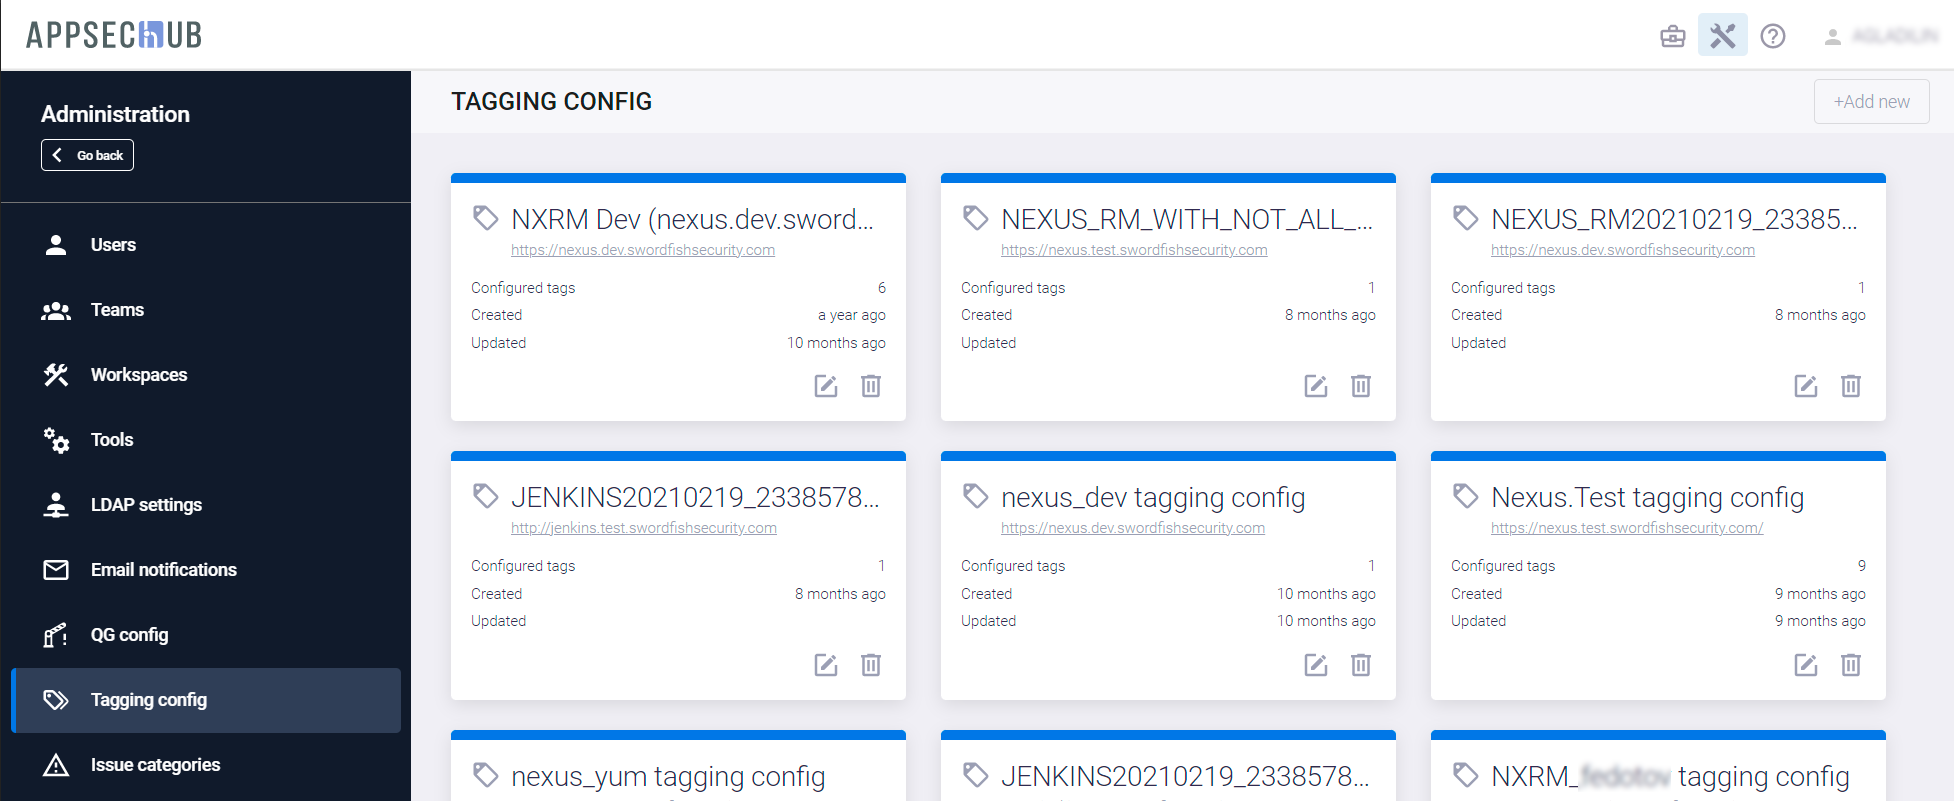 APPSECHUB
Administration
Go back
Users
Teams
Workspaces
Tools
LDAP settings
Email notifications
QG config
Tagging config
Issue categories
TAGGING CONFIG
+Add new
NXRM Dev (nexus.dev.sword...
https://nexus.dev.swordfishsecurity.com
Configured tags 6
Created a year ago
Updated 10 months ago
NEXUS_RM_WITH_NOT_ALL_...
https://nexus.test.swordfishsecurity.com
Configured tags 1
Created 8 months ago
Updated
NEXUS_RM20210219_23385...
https://nexus.dev.swordfishsecurity.com
Configured tags 1
Created 8 months ago
Updated
JENKINS20210219_2338578...
http://jenkins.test.swordfishsecurity.com
Configured tags 1
Created 8 months ago
Updated
nexus_dev tagging config
https://nexus.dev.swordfishsecurity.com
Configured tags 1
Created 10 months ago
Updated 10 months ago
Nexus.Test tagging config
https://nexus.test.swordfishsecurity.com/
Configured tags 9
Created 9 months ago
Updated 9 months ago
nexus_yum tagging config
JENKINS20210219_2338578...
NXRM_ tagging config